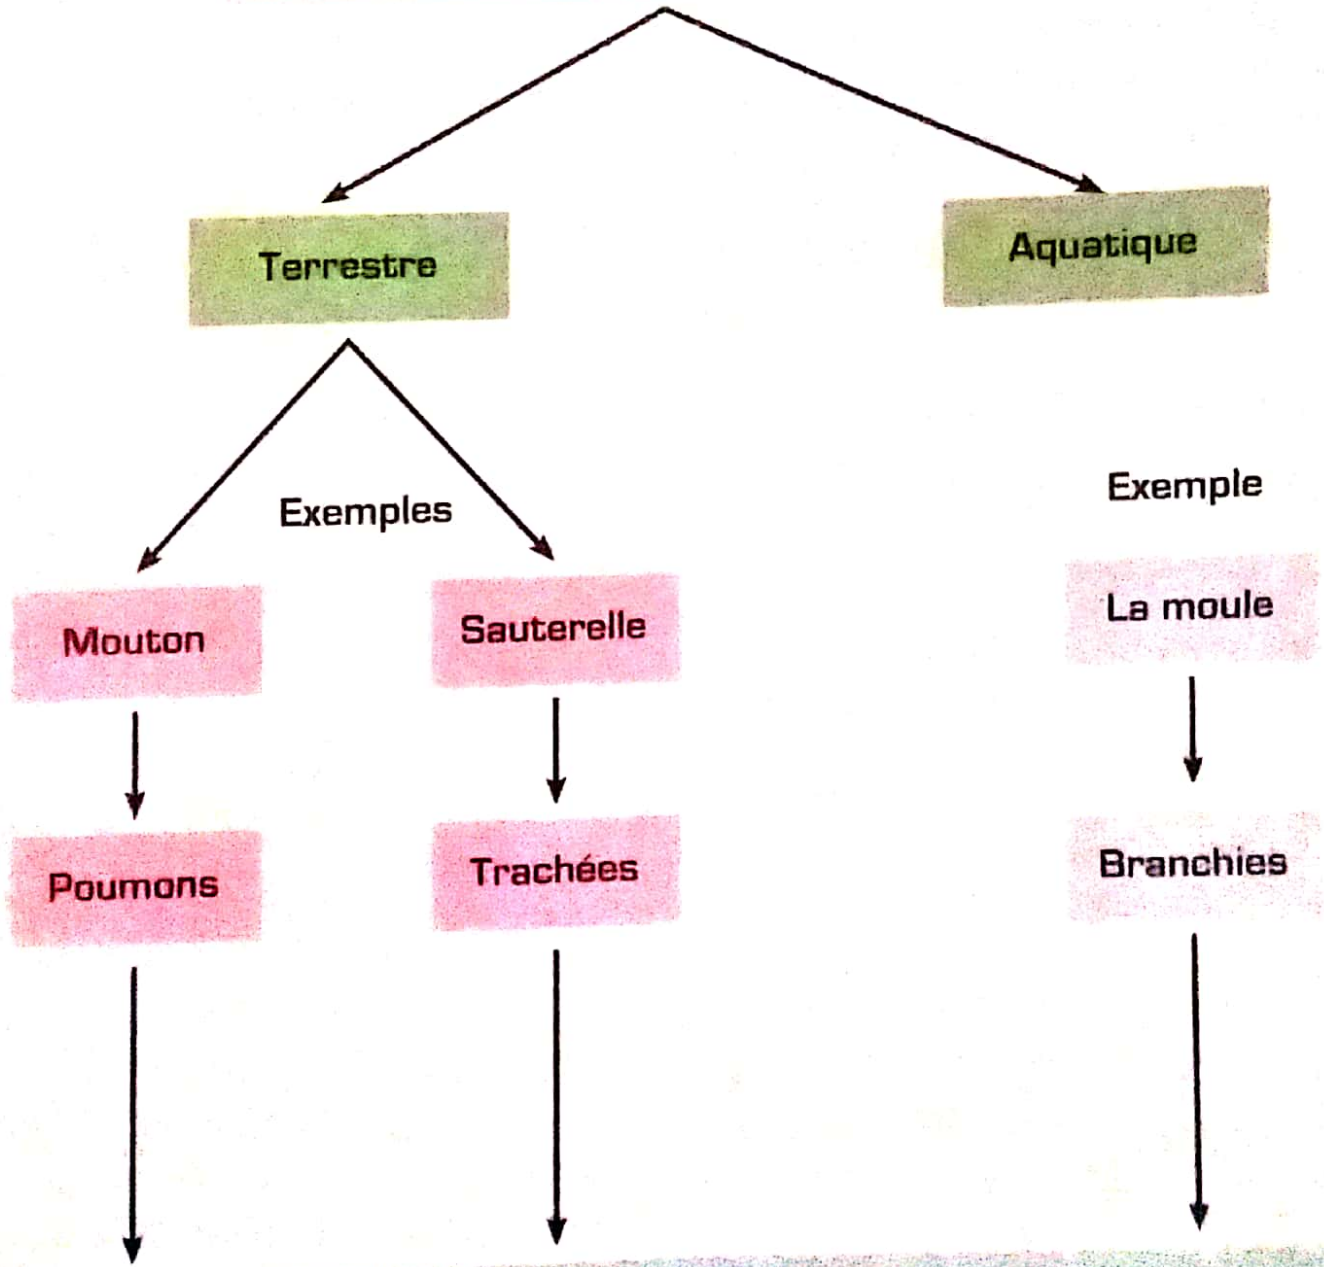 Terrestre
Aquatique
Exemples
Exemple
Mouton
Sauterelle
La moule
Poumons
Trachées
Branchies